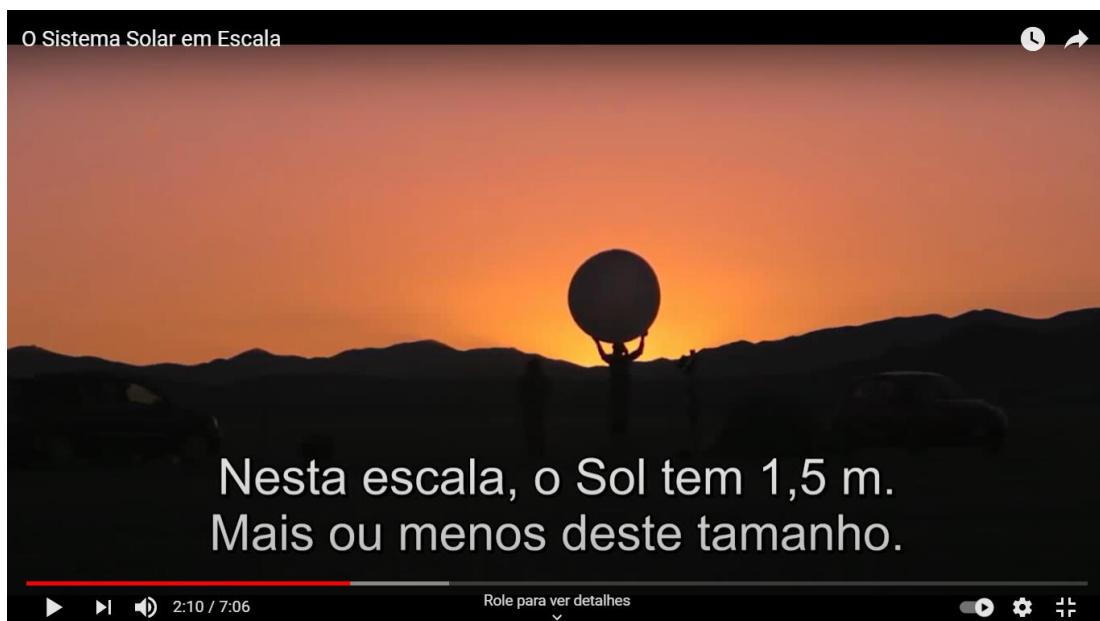 O Sistema Solar em Escala
Nesta escala, o Sol tem 1,5 m.
Mais ou menos deste tamanho.
2:10 / 7:06
Role para ver detalhes